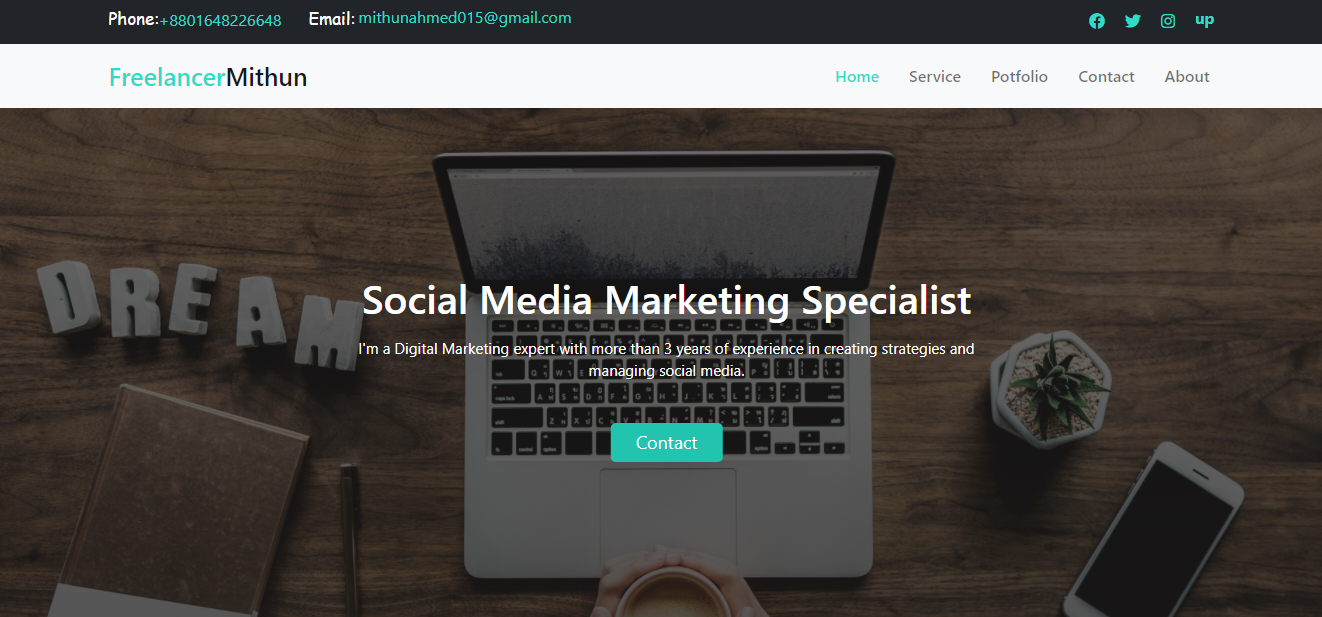 Phone:+8801648226648 Email: mithunahmed015@gmail.com up
FreelancerMithun
Home Service Potfolio Contact About
DREAM
Social Media Marketing Specialist
I'm a Digital Marketing expert with more than 3 years of experience in creating strategies and
managing social media.
Contact